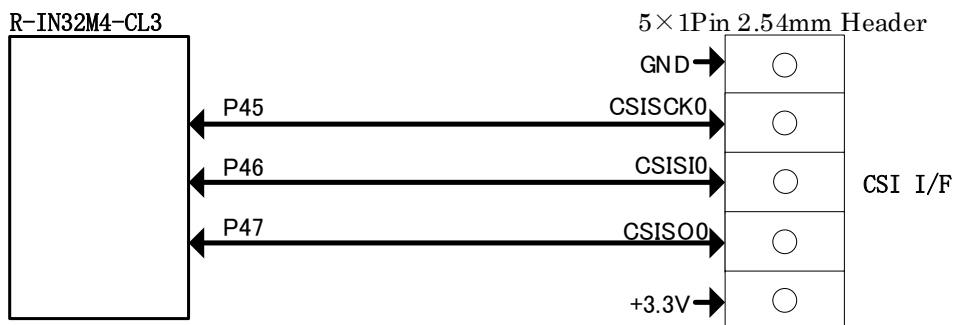 R-IN32M4-CL3
5×1Pin 2.54mm Header
GND
P45 CSISCK0
P46 CSISI0
CSI I/F
P47 CSISO0
+3.3V